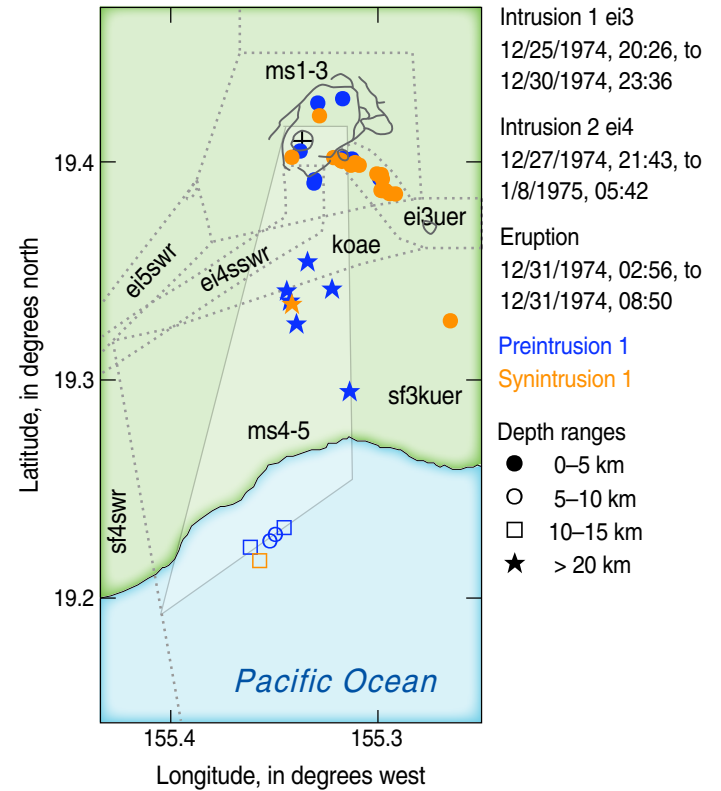 Intrusion 1 ei3
12/25/1974, 20:26, to
12/30/1974, 23:36
Intrusion 2 ei4
12/27/1974, 21:43, to
1/8/1975, 05:42
Eruption
12/31/1974, 02:56, to
12/31/1974, 08:50
Preintrusion 1
Synintrusion 1
Depth ranges
0–5 km
5–10 km
10–15 km
> 20 km
ms1-3
ei3uer
koae
ei5swr
ei4sswr
sf3kuer
ms4-5
sf4swr
Pacific Ocean
19.4
19.3
19.2
Latitude, in degrees north
155.4
155.3
Longitude, in degrees west